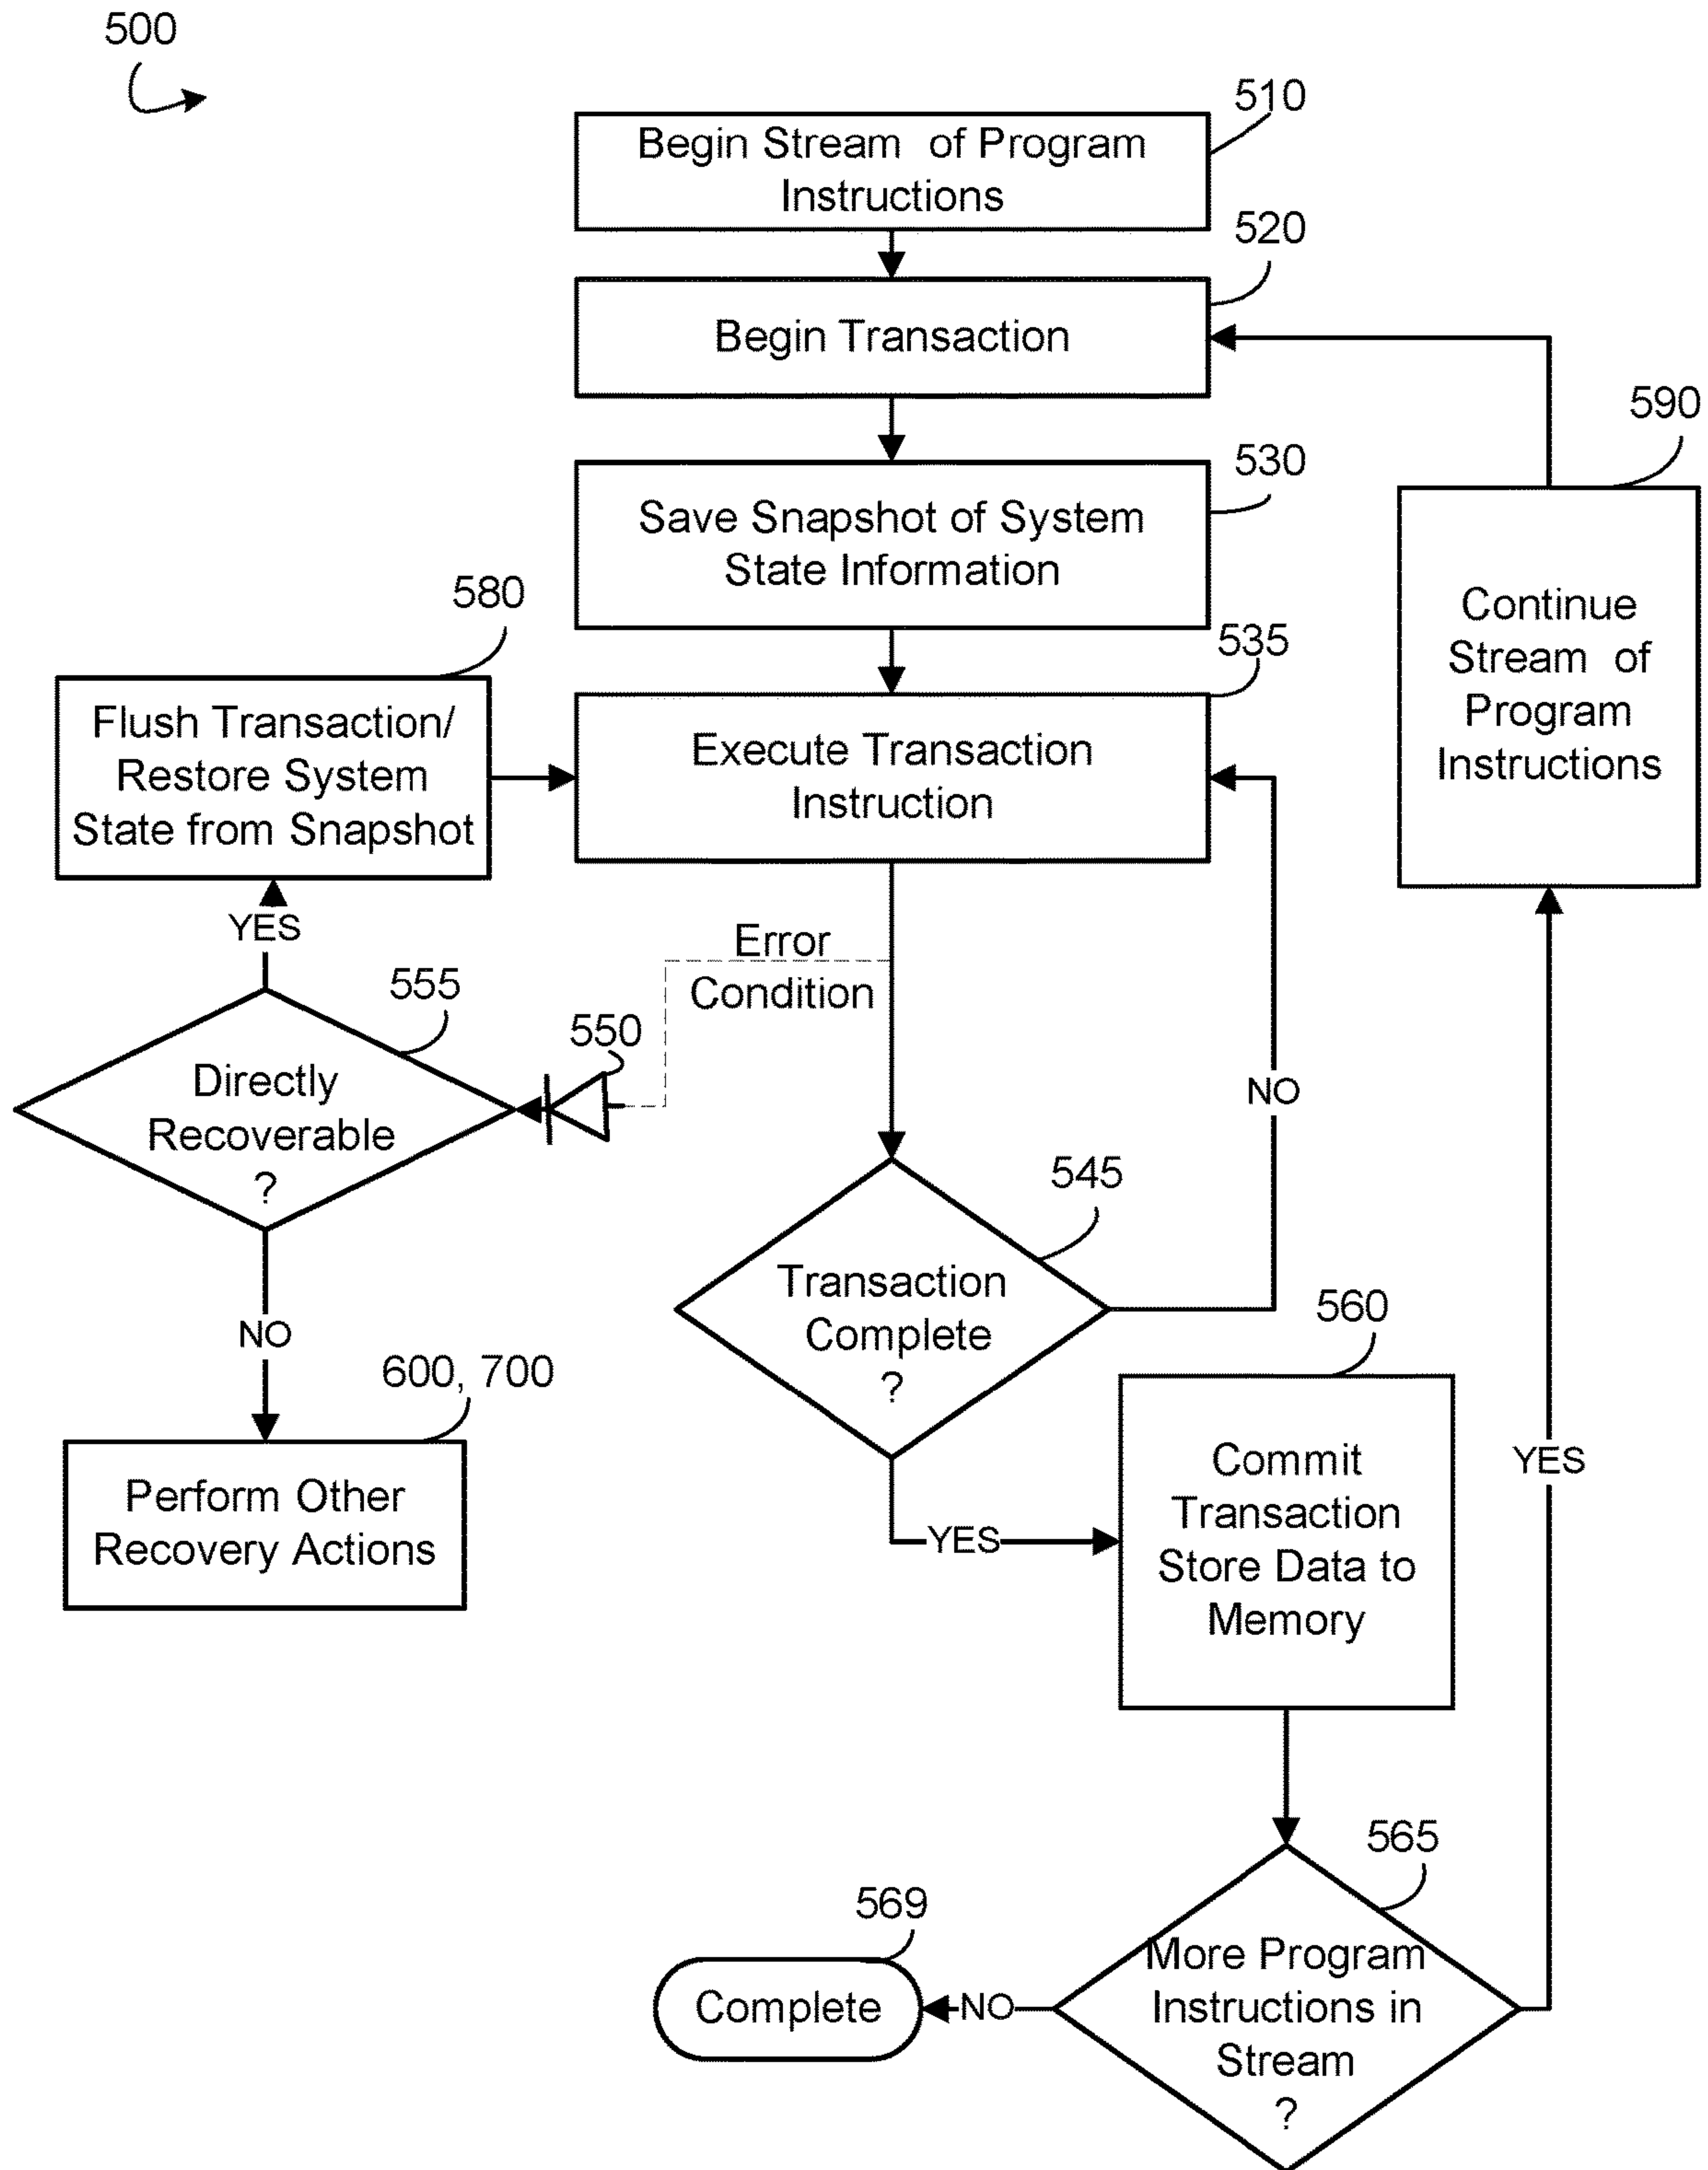 500
510
Begin Stream of Program
Instructions
520
Begin Transaction
590
530
Save Snapshot of System
State Information
Continue
Stream of
Program
Instructions
580
535
Flush Transaction/
Restore System
State from Snapshot
Execute Transaction
Instruction
YES
Error
Condition
555
550
Directly
Recoverable
?
NO
545
Transaction
Complete
?
NO
560
600, 700
Perform Other
Recovery Actions
Commit
Transaction
Store Data to
Memory
YES
YES
565
569
More Program
Instructions in
Stream
?
Complete
NO